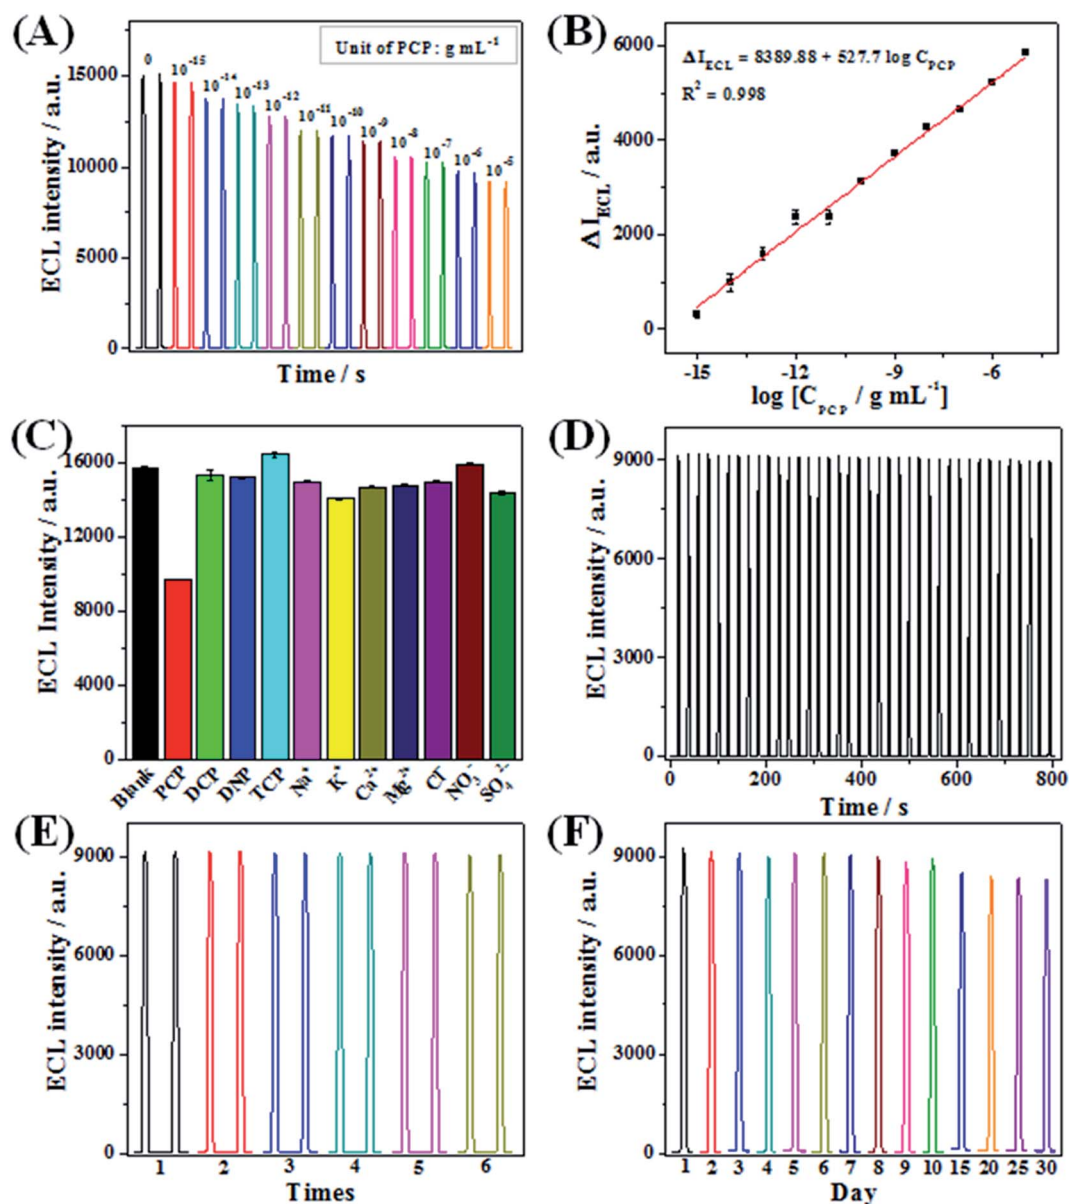 (A)
Unit of PCP: g mL⁻¹
0
10⁻¹⁵
10⁻¹⁴
10⁻¹³
10⁻¹²
10⁻¹¹
10⁻¹⁰
10⁻⁹
10⁻⁸
10⁻⁷
10⁻⁶
10⁻⁵
15000
10000
5000
0
ECL intensity / a.u.
Time / s
(B)
ΔI_ECL = 8389.88 + 527.7 log C_PCP
R² = 0.998
6000
4000
2000
0
Δ I_ECL / a.u.
-15 -12 -9 -6
log [C_PCP / g mL⁻¹]
(C)
16000
12000
8000
4000
0
ECL Intensity / a.u.
Blank PCP DCP DNP TCP Na⁺ K⁺ Ca²⁺ Mg²⁺ Cl⁻ NO₃⁻ SO₄²⁻
(D)
9000
6000
3000
0
ECL intensity / a.u.
0 200 400 600 800
Time / s
(E)
9000
6000
3000
0
ECL intensity / a.u.
1 2 3 4 5 6
Times
(F)
9000
6000
3000
0
ECL intensity / a.u.
1 2 3 4 5 6 7 8 9 10 15 20 25 30
Day